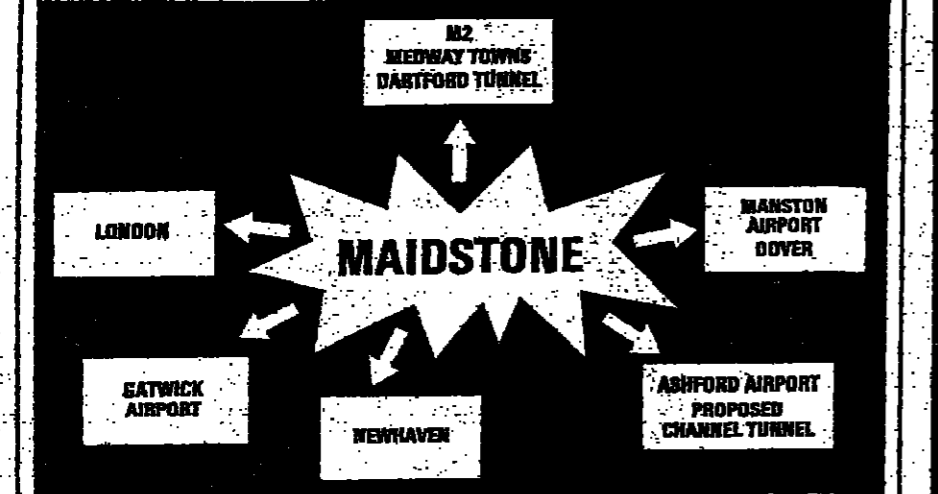 M2
MEDWAY TOWNS
DARTFORD TUNNEL
LONDON
MAIDSTONE
MANSTON
AIRPORT
DOVER
GATWICK
AIRPORT
NEWHAVEN
ASHFORD AIRPORT
PROPOSED
CHANNEL TUNNEL